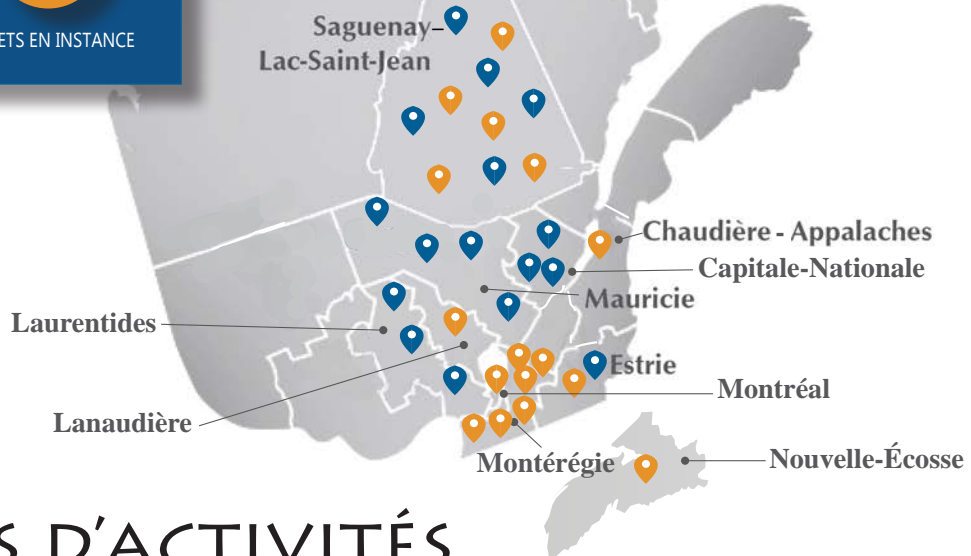 ETS EN INSTANCE
Saguenay–
Lac-Saint-Jean
Chaudière - Appalaches
Capitale-Nationale
Mauricie
Laurentides
Estrie
Montréal
Lanaudière
Montérégie
Nouvelle-Écosse
S D'ACTIVITÉS